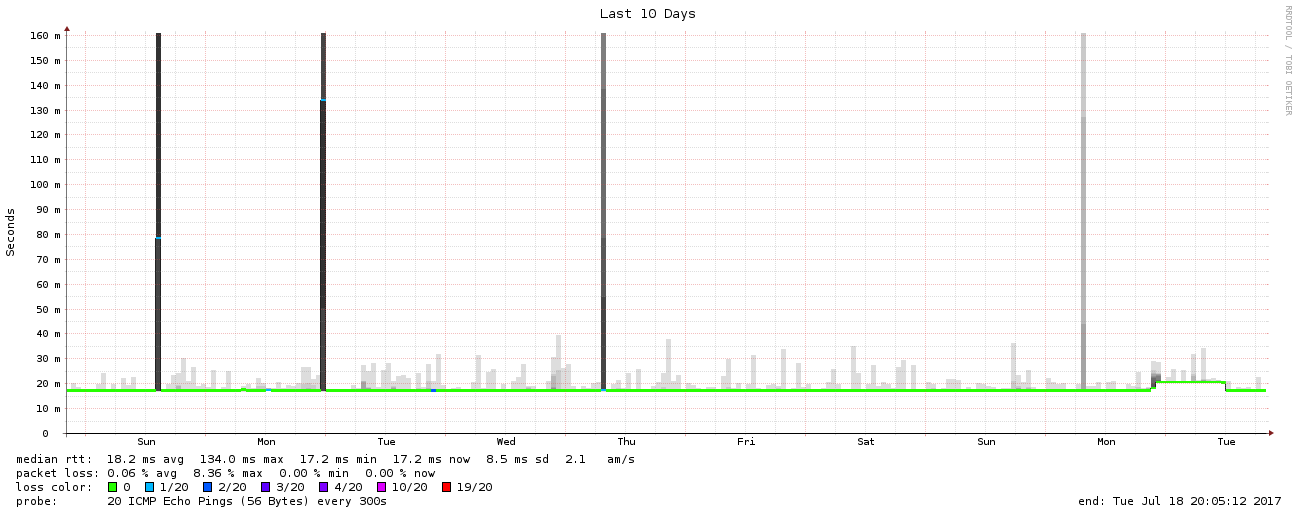 Last 10 Days
RRDTOOL / TOBI OETIKER
Seconds
160 m
150 m
140 m
130 m
120 m
110 m
100 m
90 m
80 m
70 m
60 m
50 m
40 m
30 m
20 m
10 m
0
Sun Mon Tue Wed Thu Fri Sat Sun Mon Tue
median rtt: 18.2 ms avg 134.0 ms max 17.2 ms min 17.2 ms now 8.5 ms sd 2.1 am/s
packet loss: 0.06 % avg 8.36 % max 0.00 % min 0.00 % now
loss color: 0 1/20 2/20 3/20 4/20 10/20 19/20
probe: 20 ICMP Echo Pings (56 Bytes) every 300s end: Tue Jul 18 20:05:12 2017